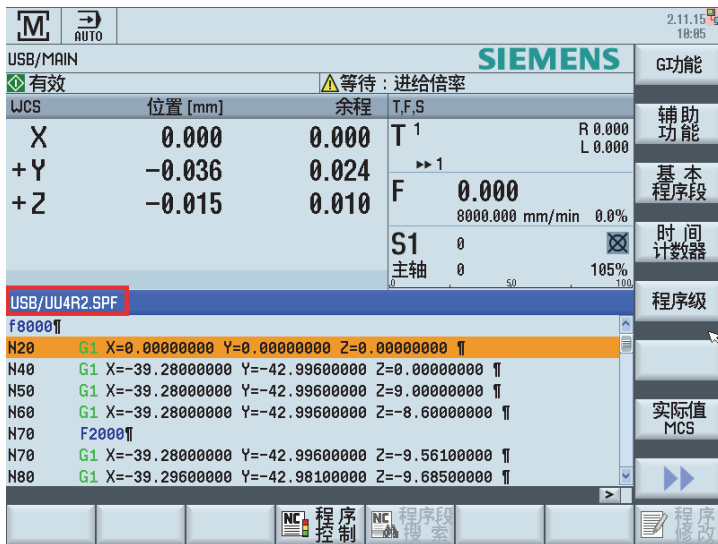 M AUTO 2.11.15
10:05
USB/MAIN SIEMENS
G功能
有效 等待：进给倍率
WCS 位置 [mm] 余程 T,F,S
辅助
功能
X 0.000 0.000 T 1 R 0.000
L 0.000
▸▸ 1
+Y -0.036 0.024
基本
程序段
+Z -0.015 0.010 F 0.000
8000.000 mm/min 0.0%
时间
计数器
S1 0
主轴 0 105%
0 50 100
程序级
USB/UU4R2.SPF
f8000¶
N20 G1 X=0.00000000 Y=0.00000000 Z=0.00000000 ¶
N40 G1 X=-39.28000000 Y=-42.99600000 Z=0.00000000 ¶
N50 G1 X=-39.28000000 Y=-42.99600000 Z=9.00000000 ¶
N60 G1 X=-39.28000000 Y=-42.99600000 Z=-8.60000000 ¶
实际值
MCS
N70 F2000¶
N70 G1 X=-39.28000000 Y=-42.99600000 Z=-9.56100000 ¶
N80 G1 X=-39.29600000 Y=-42.98100000 Z=-9.68500000 ¶
NC 程序
控制
NC 程序段
搜索
程序
修改